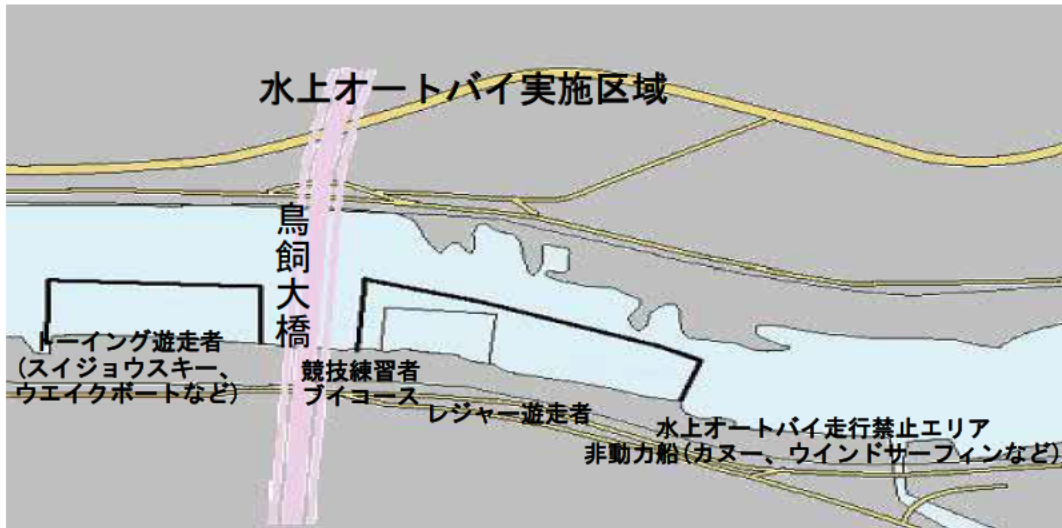 水上オートバイ実施区域
鳥飼大橋
トーイング遊走者
(スイジョウスキー、
ウエイクボートなど)
競技練習者
ブイコース
レジャー遊走者
水上オートバイ走行禁止エリア
非動力船(カヌー、ウインドサーフィンなど)